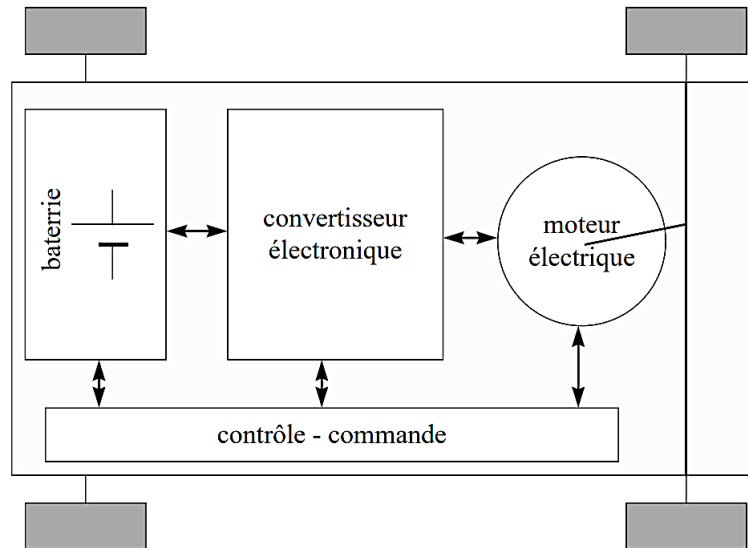 baterrie
convertisseur
électronique
moteur
électrique
contrôle - commande